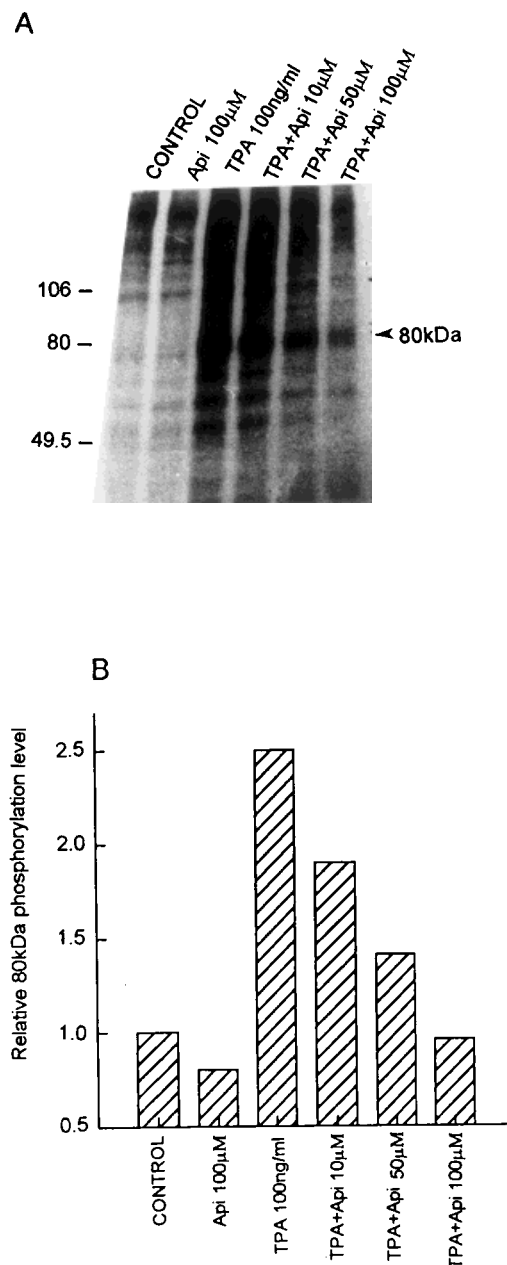 A
CONTROL
Api 100μM
TPA 100ng/ml
TPA+Api 10μM
TPA+Api 50μM
TPA+Api 100μM
106
80
80kDa
49.5
B
Relative 80kDa phosphorylation level
2.5
2.0
1.5
1.0
0.5
CONTROL
Api 100μM
TPA 100ng/ml
TPA+Api 10μM
TPA+Api 50μM
TPA+Api 100μM